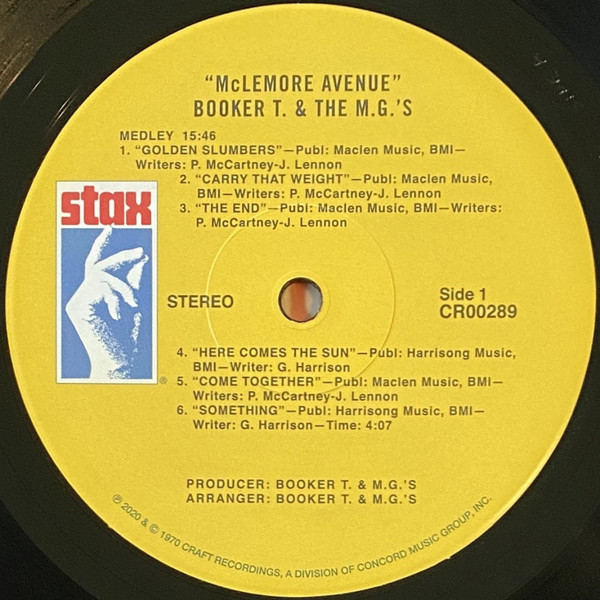 "McLEMORE AVENUE"
BOOKER T. & THE M.G.'S
MEDLEY 15:46
1. "GOLDEN SLUMBERS"—Publ: Maclen Music, BMI—
Writers: P. McCartney-J. Lennon
2. "CARRY THAT WEIGHT"—Publ: Maclen Music,
BMI—Writers: P. McCartney-J. Lennon
3. "THE END"—Publ: Maclen Music, BMI—Writers:
P. McCartney-J. Lennon
stax
®
STEREO
Side 1
CR00289
4. "HERE COMES THE SUN"—Publ: Harrisong Music,
BMI—Writer: G. Harrison
5. "COME TOGETHER"—Publ: Maclen Music, BMI—
Writers: P. McCartney-J. Lennon
6. "SOMETHING"—Publ: Harrisong Music, BMI—
Writer: G. Harrison—Time: 4:07
PRODUCER: BOOKER T. & M.G.'S
ARRANGER: BOOKER T. & M.G.'S
℗ 2020 & © 1970 CRAFT RECORDINGS, A DIVISION OF CONCORD MUSIC GROUP, INC.